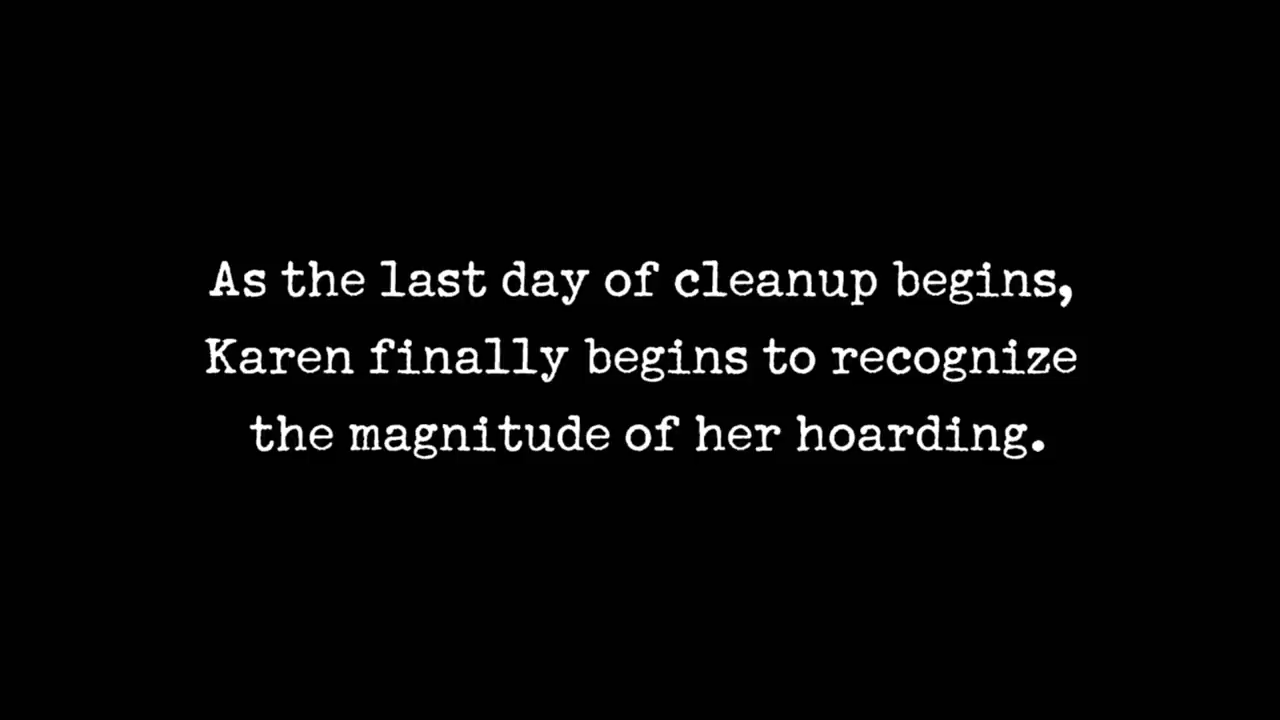 As the last day of cleanup begins,
Karen finally begins to recognize
the magnitude of her hoarding.